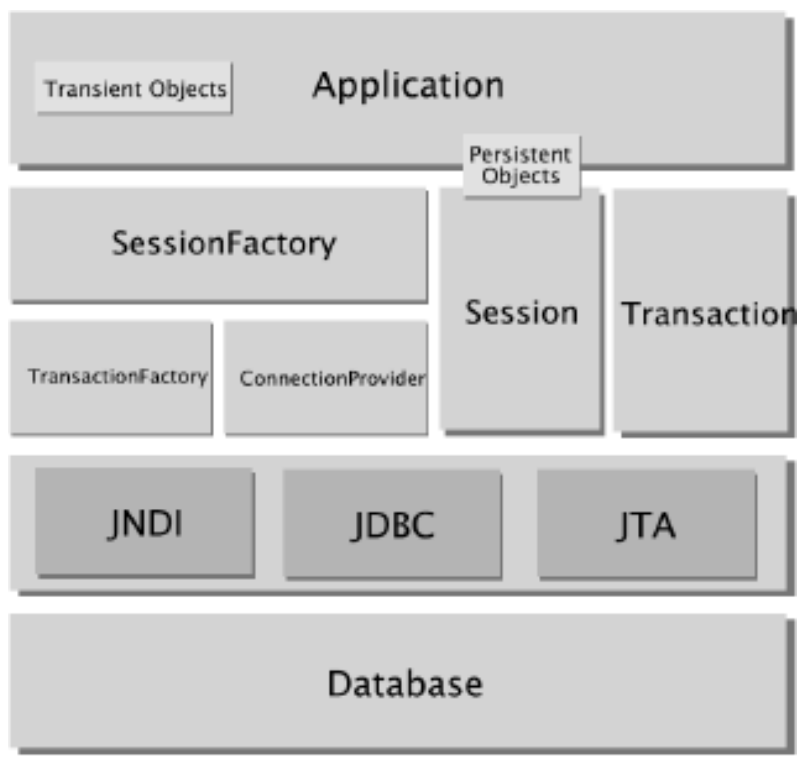 Transient Objects
Application
Persistent
Objects
SessionFactory
Session
Transaction
TransactionFactory
ConnectionProvider
JNDI
JDBC
JTA
Database